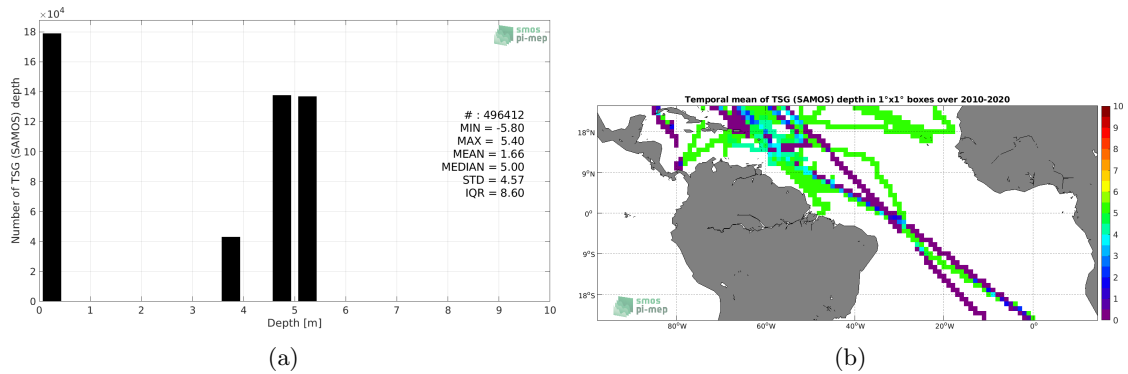 ×10⁴
18
16
14
12
10
8
6
4
2
0
Number of TSG (SAMOS) depth
smos
pi-mep
# : 496412
MIN = -5.80
MAX = 5.40
MEAN = 1.66
MEDIAN = 5.00
STD = 4.57
IQR = 8.60
0 1 2 3 4 5 6 7 8 9 10
Depth [m]
(a)
Temporal mean of TSG (SAMOS) depth in 1°x1° boxes over 2010-2020
18°N
9°N
0°
9°S
18°S
80°W 60°W 40°W 20°W 0°
smos
pi-mep
10
9
8
7
6
5
4
3
2
1
0
(b)